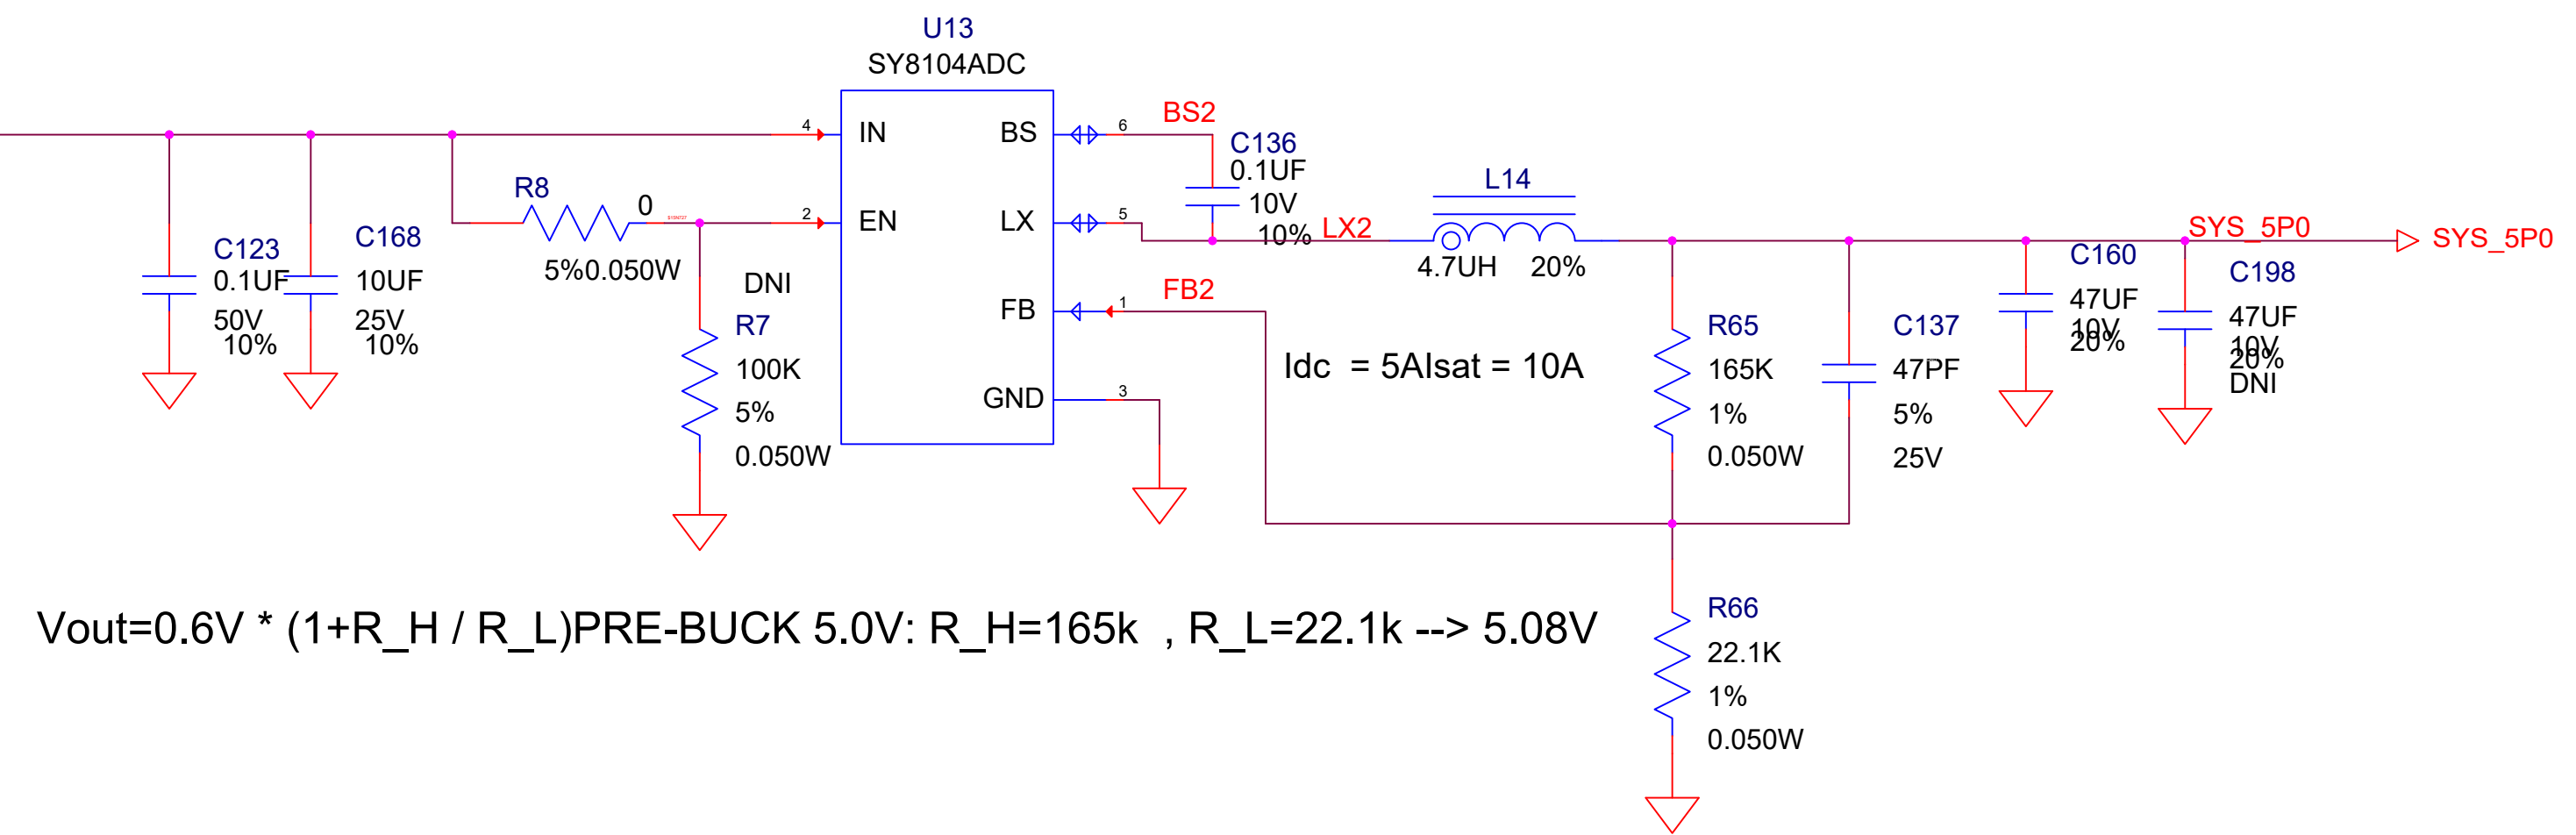 U13
SY8104ADC
4
IN
2
EN
BS
6
LX
5
FB
1
GND
3
BS2
C136
0.1UF
10V
10%
LX2
FB2
L14
4.7UH
20%
R8
0
5%
0.050W
C123
0.1UF
50V
10%
C168
10UF
25V
10%
DNI
R7
100K
5%
0.050W
Idc = 5AIsat = 10A
R65
165K
1%
0.050W
C137
47PF
5%
25V
C160
47UF
10V
20%
SYS_5P0
SYS_5P0
C198
47UF
10V
20%
DNI
R66
22.1K
1%
0.050W
Vout=0.6V * (1+R_H / R_L)PRE-BUCK 5.0V: R_H=165k , R_L=22.1k --> 5.08V